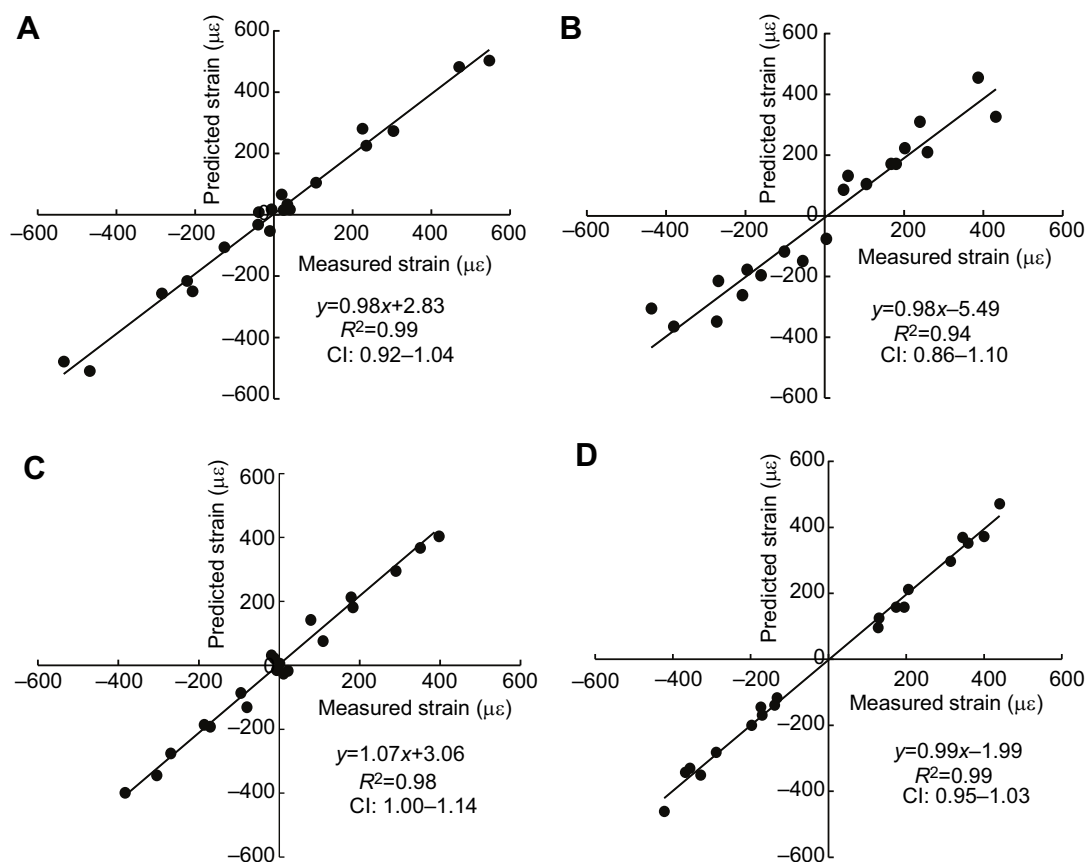 A
Predicted strain (με)
600
400
200
0
–600 –400 –200 200 400 600
–200
–400
–600
Measured strain (με)
y=0.98x+2.83
R²=0.99
CI: 0.92–1.04
B
Predicted strain (με)
600
400
200
0
–600 –400 –200 200 400 600
–200
–400
–600
Measured strain (με)
y=0.98x–5.49
R²=0.94
CI: 0.86–1.10
C
Predicted strain (με)
600
400
200
0
–600 –400 –200 200 400 600
–200
–400
–600
Measured strain (με)
y=1.07x+3.06
R²=0.98
CI: 1.00–1.14
D
Predicted strain (με)
600
400
200
0
–600 –400 –200 200 400 600
–200
–400
–600
Measured strain (με)
y=0.99x–1.99
R²=0.99
CI: 0.95–1.03